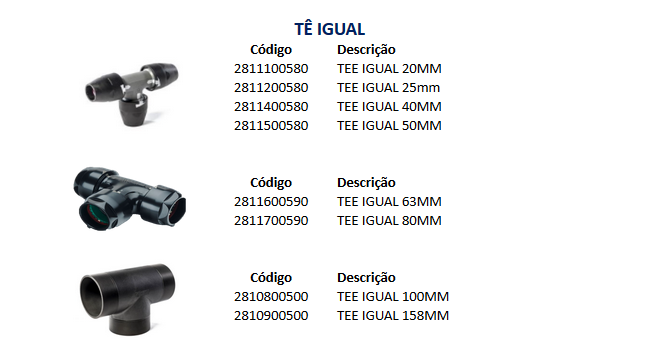 TÊ IGUAL
Código Descrição
2811100580 TEE IGUAL 20MM
2811200580 TEE IGUAL 25mm
2811400580 TEE IGUAL 40MM
2811500580 TEE IGUAL 50MM
Código Descrição
2811600590 TEE IGUAL 63MM
2811700590 TEE IGUAL 80MM
Código Descrição
2810800500 TEE IGUAL 100MM
2810900500 TEE IGUAL 158MM